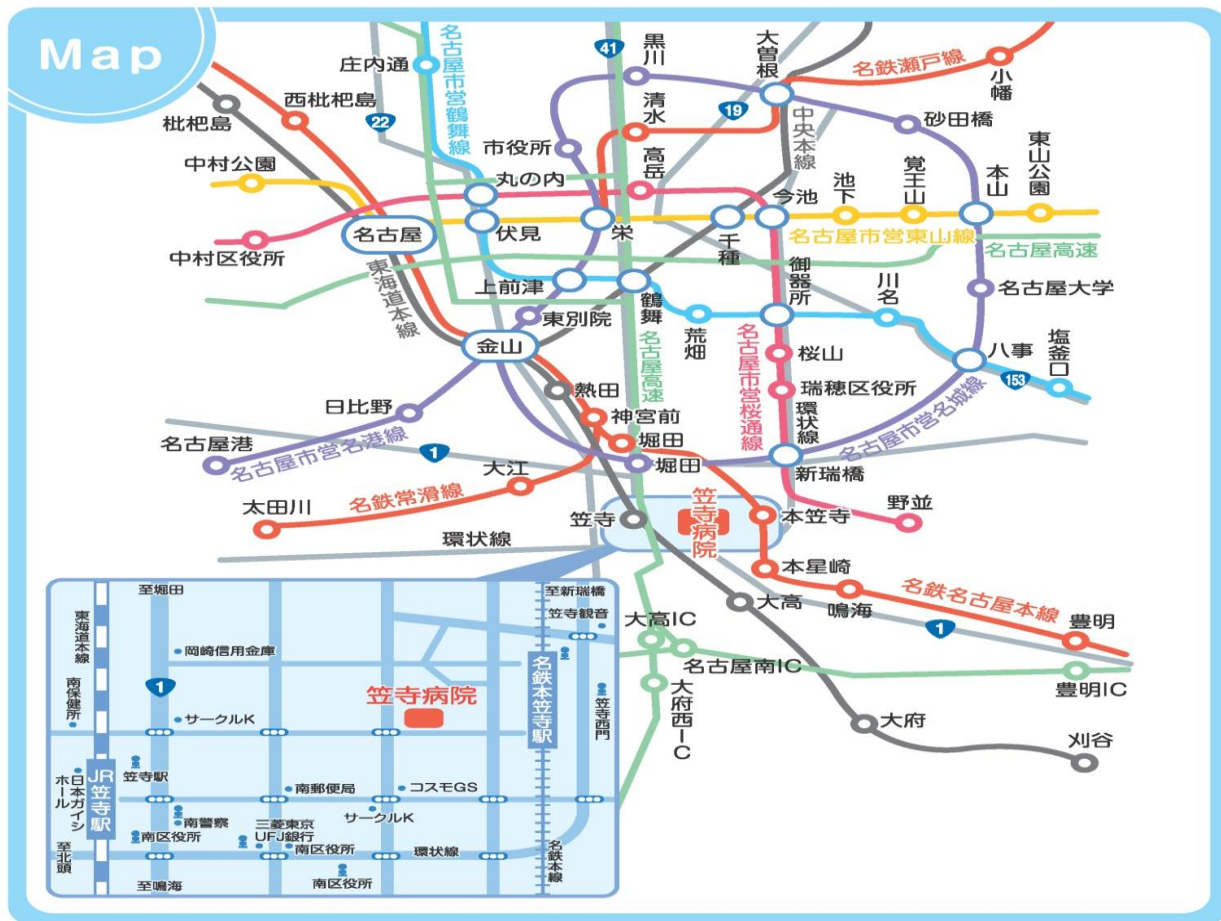 Map
枇杷島
西枇杷島
庄内通
名古屋市営鶴舞線
22
41
黒川
清水
高岳
大曽根
19
中央本線
名鉄瀬戸線
小幡
砂田橋
中村公園
市役所
丸の内
今池
池下
覚王山
本山
東山公園
名古屋
伏見
栄
千種
名古屋市営東山線
名古屋高速
中村区役所
東海道本線
上前津
鶴舞
御器所
川名
名古屋大学
東別院
荒畑
金山
名古屋高速
桜山
八事
塩釜口
153
熱田
瑞穂区役所
名古屋市営桜通線
環状線
名古屋市営名城線
日比野
神宮前
堀田
名古屋港
名古屋市営名港線
1
堀田
新瑞橋
大江
名鉄常滑線
太田川
笠寺
笠寺病院
本笠寺
野並
環状線
本星崎
鳴海
名鉄名古屋本線
大高
1
豊明
大高IC
名古屋南IC
豊明IC
大府西IC
大府
刈谷
至堀田
至新瑞橋
笠寺観音
東海道本線
岡崎信用金庫
名鉄本笠寺駅
1
南保健所
笠寺病院
笠寺西門
サークルK
笠寺駅
日本ガイシホール
JR笠寺駅
南郵便局
コスモGS
サークルK
南警察
南区役所
三菱東京
UFJ銀行
南区役所
環状線
至北頭
至鳴海
南区役所
名鉄本線